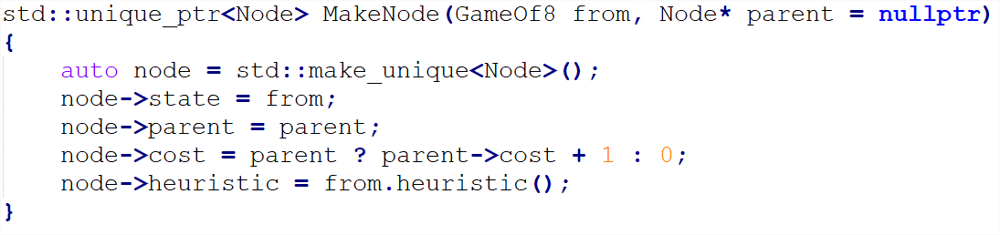 std::unique_ptr<Node> MakeNode(GameOf8 from, Node* parent = nullptr)
{
    auto node = std::make_unique<Node>();
    node->state = from;
    node->parent = parent;
    node->cost = parent ? parent->cost + 1 : 0;
    node->heuristic = from.heuristic();
}